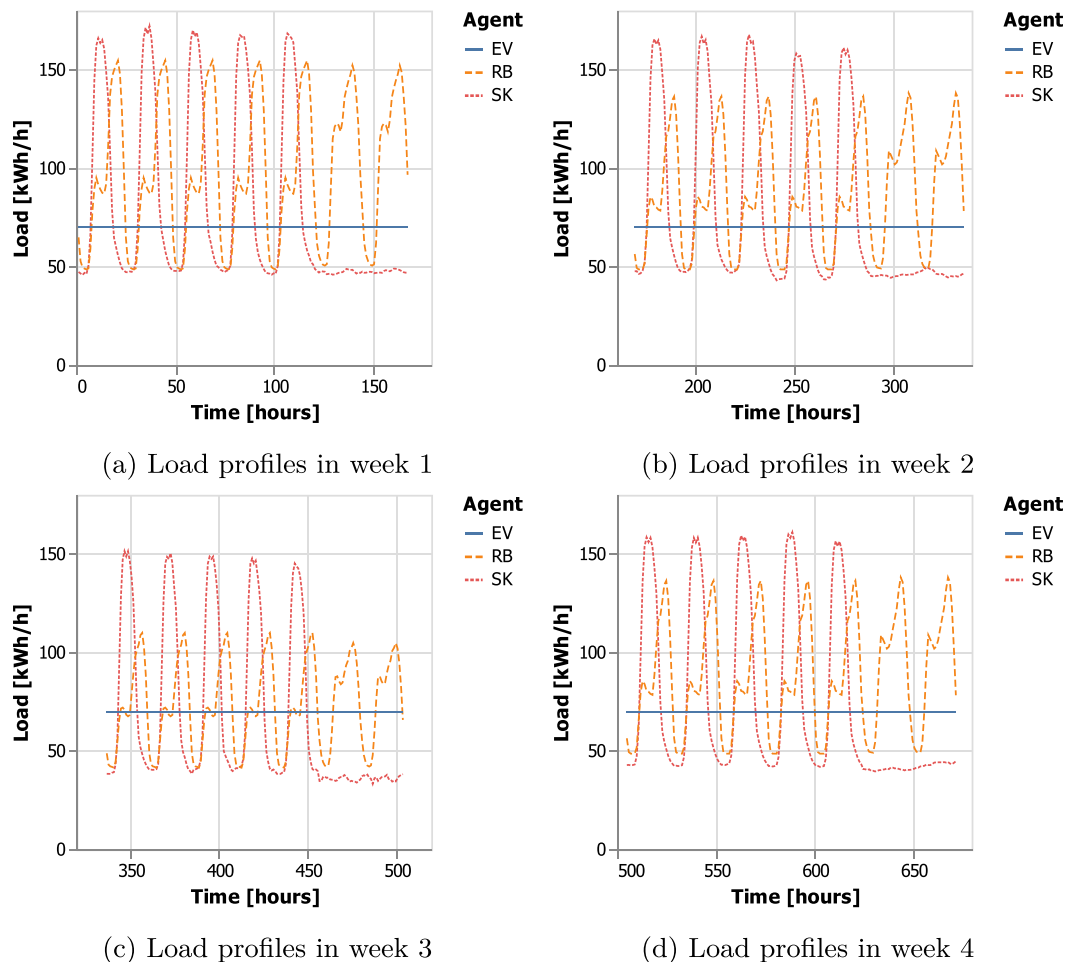 Agent
EV
RB
SK
150
100
50
0
Load [kWh/h]
0 50 100 150
Time [hours]
(a) Load profiles in week 1
Agent
EV
RB
SK
150
100
50
0
Load [kWh/h]
200 250 300
Time [hours]
(b) Load profiles in week 2
Agent
EV
RB
SK
150
100
50
0
Load [kWh/h]
350 400 450 500
Time [hours]
(c) Load profiles in week 3
Agent
EV
RB
SK
150
100
50
0
Load [kWh/h]
500 550 600 650
Time [hours]
(d) Load profiles in week 4